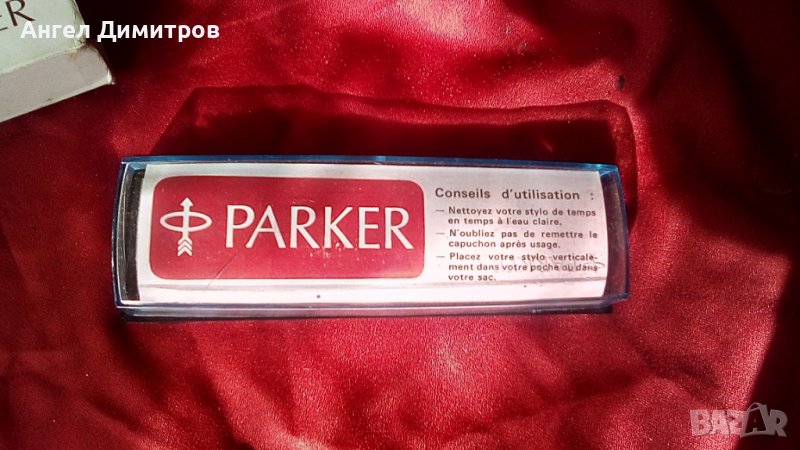 Ангел Димитров
ER
PARKER
Conseils d'utilisation :
— Nettoyez votre stylo de temps
en temps à l'eau claire.
— N'oubliez pas de remettre le
capuchon après usage.
— Placez votre stylo verticale-
ment dans votre poche ou dans
votre sac.
BAZAR